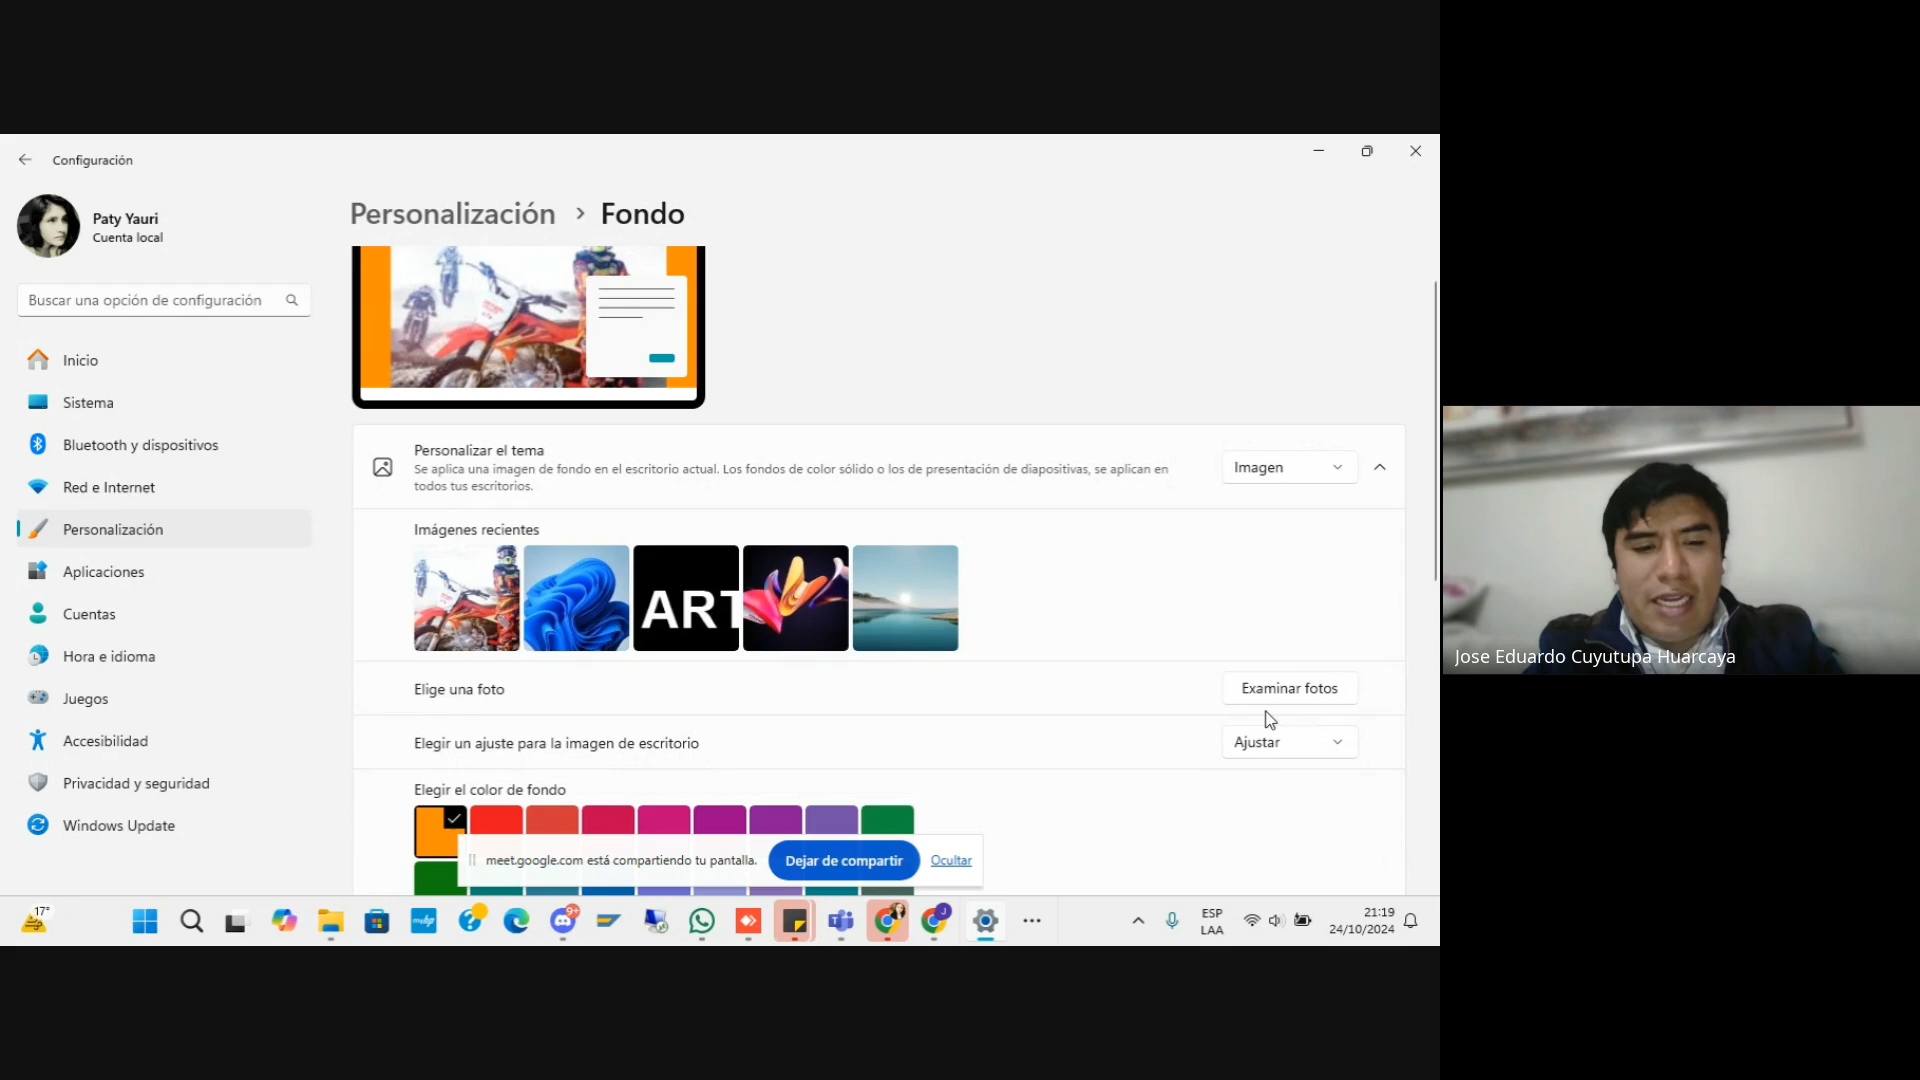 Configuración
Paty Yauri
Cuenta local
Buscar una opción de configuración
Inicio
Sistema
Bluetooth y dispositivos
Red e Internet
Personalización
Aplicaciones
Cuentas
Hora e idioma
Juegos
Accesibilidad
Privacidad y seguridad
Windows Update
Personalización > Fondo
Personalizar el tema
Se aplica una imagen de fondo en el escritorio actual. Los fondos de color sólido o los de presentación de diapositivas, se aplican en
todos tus escritorios.
Imagen
Imágenes recientes
ART
Elige una foto
Examinar fotos
Elegir un ajuste para la imagen de escritorio
Ajustar
Elegir el color de fondo
meet.google.com está compartiendo tu pantalla.
Dejar de compartir
Ocultar
17°
myhp
9+
J
ESP
LAA
21:19
24/10/2024
Jose Eduardo Cuyutupa Huarcaya